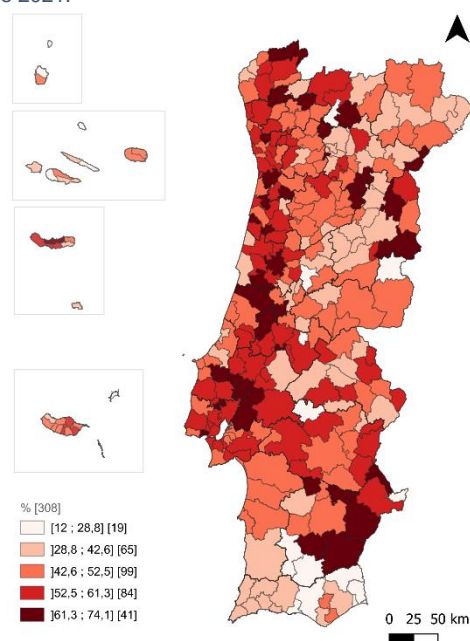 % [308]
[12 ; 28,8] [19]
]28,8 ; 42,6] [65]
]42,6 ; 52,5] [99]
]52,5 ; 61,3] [84]
]61,3 ; 74,1] [41]
0 25 50 km